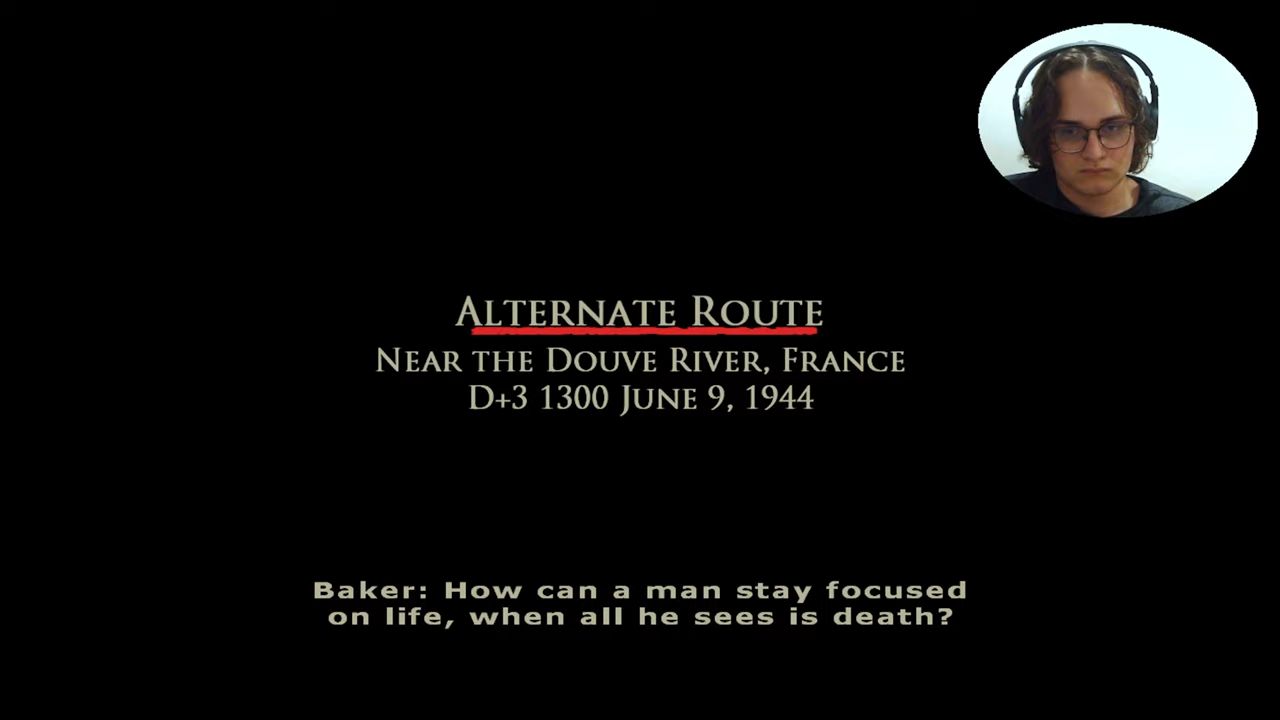 Alternate Route
Near the Douve River, France
D+3 1300 June 9, 1944
Baker: How can a man stay focused
on life, when all he sees is death?